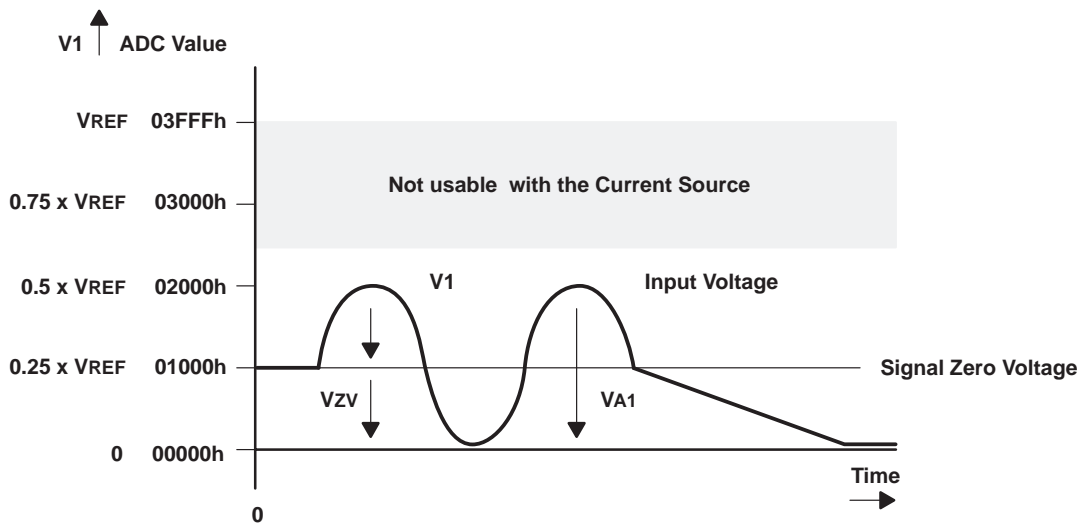 V1 ADC Value
VREF 03FFFh
Not usable with the Current Source
0.75 x VREF 03000h
0.5 x VREF 02000h
V1
Input Voltage
0.25 x VREF 01000h
Signal Zero Voltage
VZV
VA1
0 00000h
Time
0